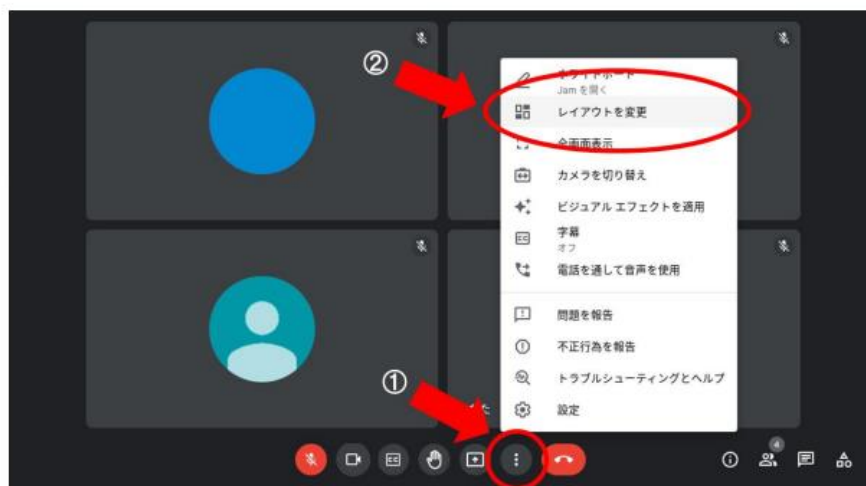 ②
ホワイトボード
Jam を開く
レイアウトを変更
全画面表示
カメラを切り替え
ビジュアル エフェクトを適用
字幕
オフ
電話を通して音声を使用
問題を報告
不正行為を報告
トラブルシューティングとヘルプ
設定
①
た
4